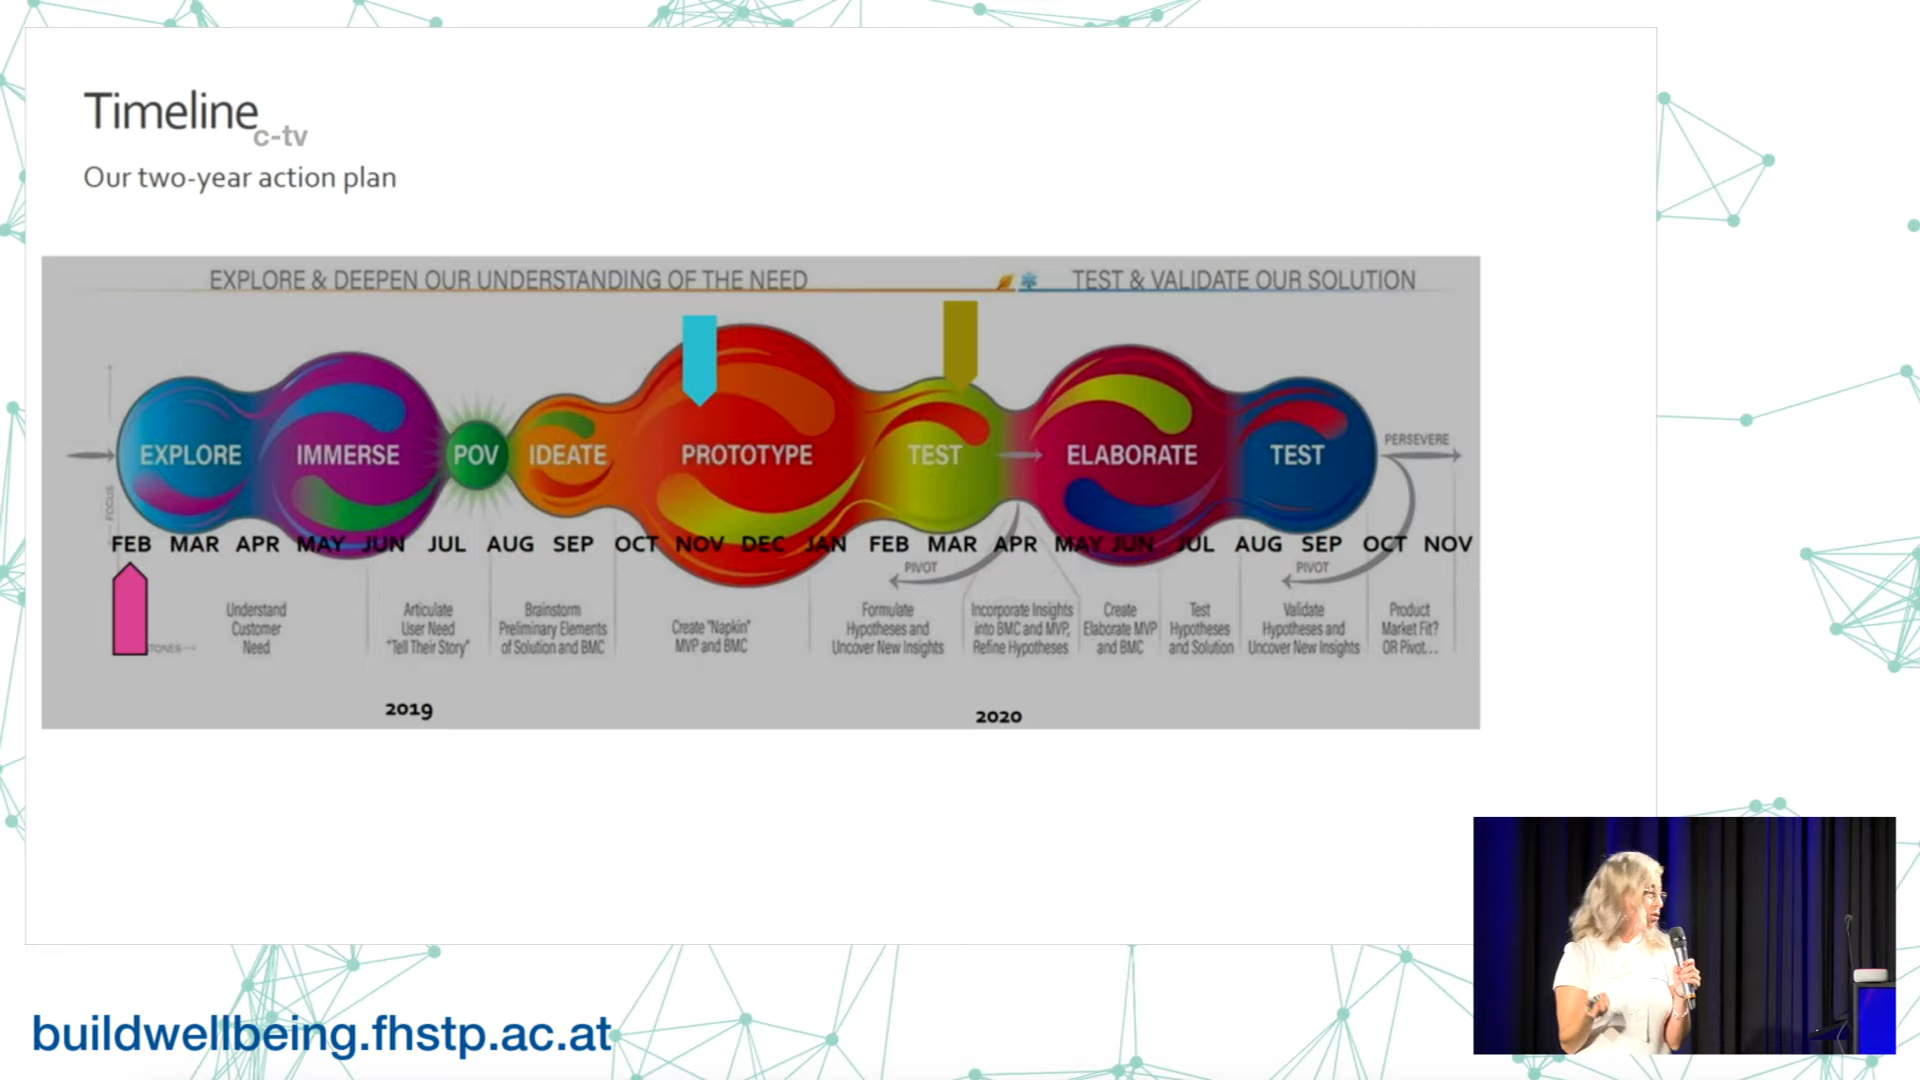 Timeline
c-tv
Our two-year action plan
EXPLORE & DEEPEN OUR UNDERSTANDING OF THE NEED
TEST & VALIDATE OUR SOLUTION
EXPLORE IMMERSE POV IDEATE PROTOTYPE TEST ELABORATE TEST
PERSEVERE
FOCUS
FEB MAR APR MAY JUN JUL AUG SEP OCT NOV DEC JAN FEB MAR APR MAY JUN JUL AUG SEP OCT NOV
PIVOT
PIVOT
Understand
Customer
Need
Articulate
User Need
"Tell Their Story"
Brainstorm
Preliminary Elements
of Solution and BMC
Create "Napkin"
MVP and BMC
Formulate
Hypotheses and
Uncover New Insights
Incorporate Insights
into BMC and MVP,
Refine Hypotheses
Create
Elaborate MVP
and BMC
Test
Hypotheses
and Solution
Validate
Hypotheses and
Uncover New Insights
Product
Market Fit?
OR Pivot...
2019
2020
buildwellbeing.fhstp.ac.at